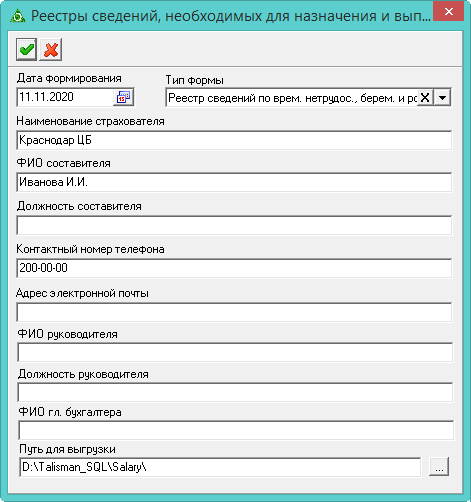 Реестры сведений, необходимых для назначения и вып...
Дата формирования
Тип формы
11.11.2020
Реестр сведений по врем. нетрудос., берем. и ро
Наименование страхователя
Краснодар ЦБ
ФИО составителя
Иванова И.И.
Должность составителя
Контактный номер телефона
200-00-00
Адрес электронной почты
ФИО руководителя
Должность руководителя
ФИО гл. бухгалтера
Путь для выгрузки
D:\Talisman_SQL\Salary\
...